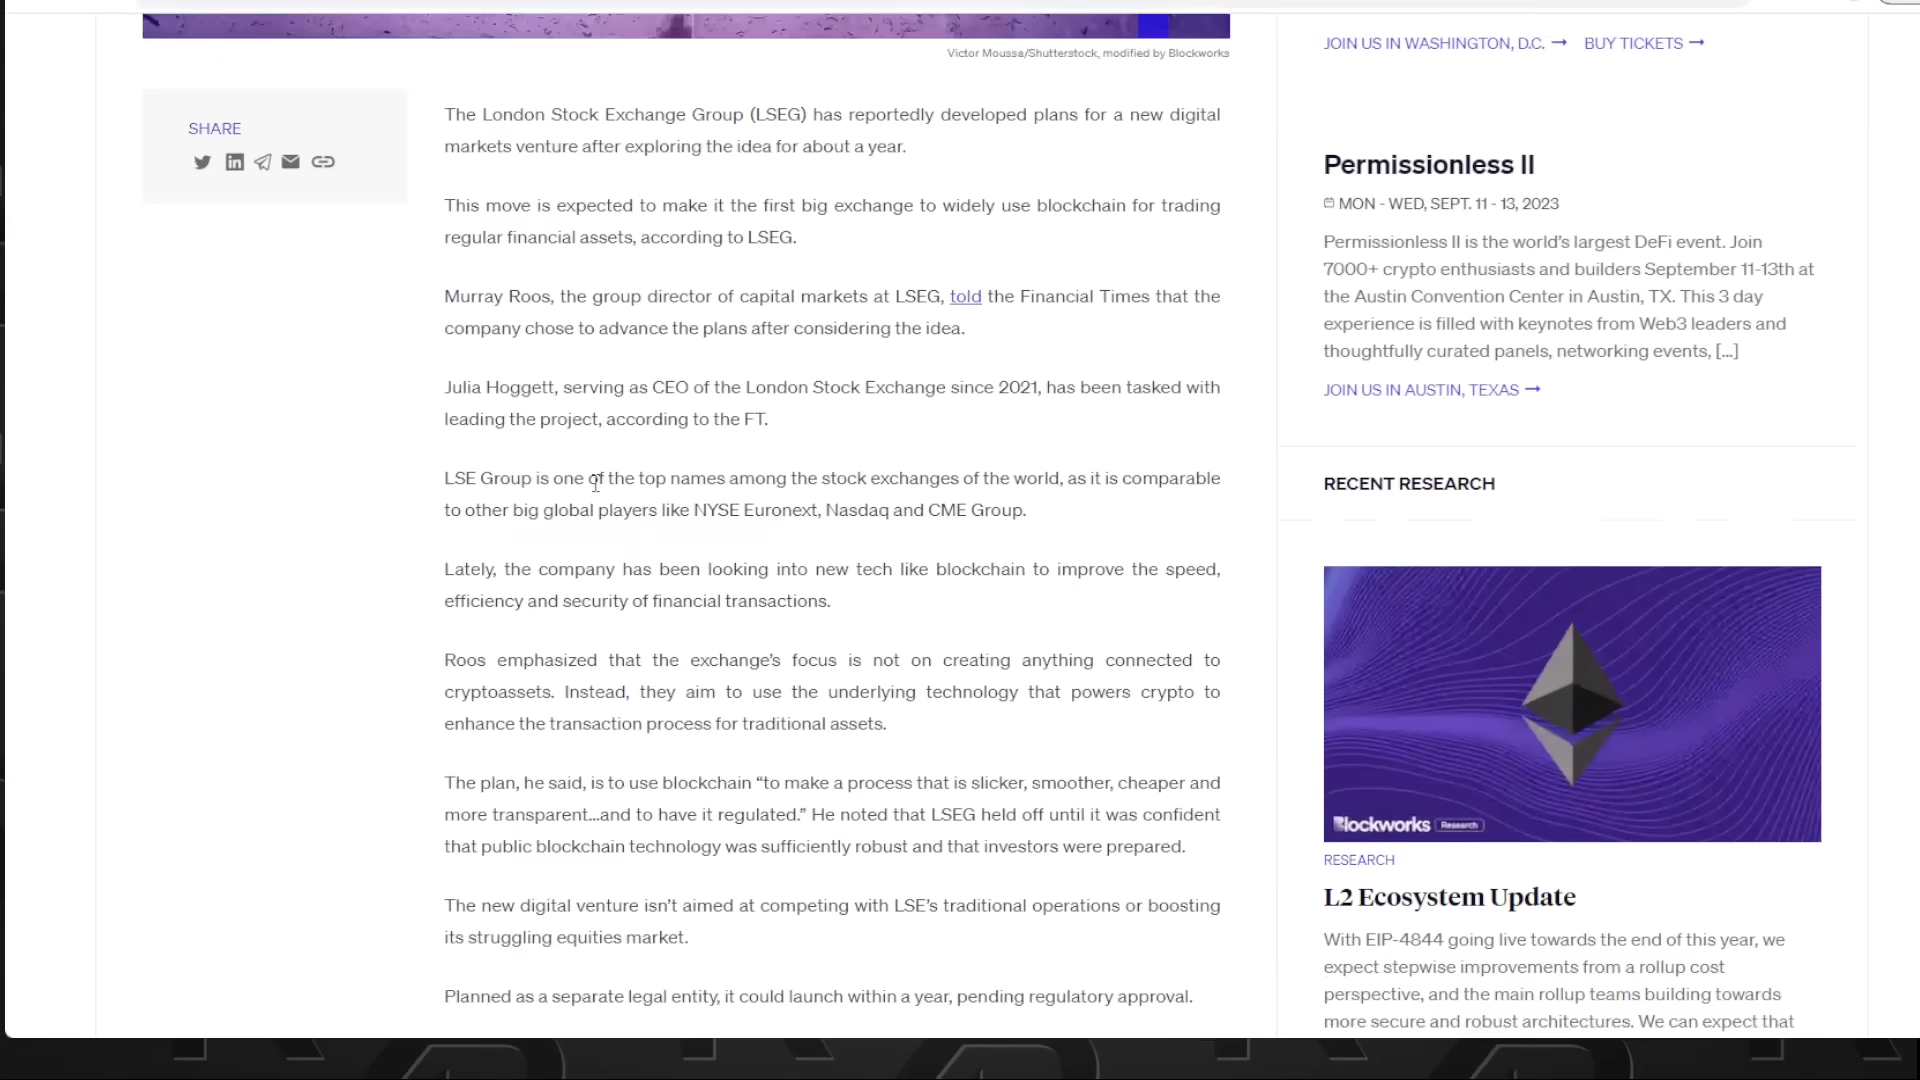 Victor Moussa/Shutterstock, modified by Blockworks
SHARE
The London Stock Exchange Group (LSEG) has reportedly developed plans for a new digital
markets venture after exploring the idea for about a year.
This move is expected to make it the first big exchange to widely use blockchain for trading
regular financial assets, according to LSEG.
Murray Roos, the group director of capital markets at LSEG, told the Financial Times that the
company chose to advance the plans after considering the idea.
Julia Hoggett, serving as CEO of the London Stock Exchange since 2021, has been tasked with
leading the project, according to the FT.
LSE Group is one of the top names among the stock exchanges of the world, as it is comparable
to other big global players like NYSE Euronext, Nasdaq and CME Group.
Lately, the company has been looking into new tech like blockchain to improve the speed,
efficiency and security of financial transactions.
Roos emphasized that the exchange's focus is not on creating anything connected to
cryptoassets. Instead, they aim to use the underlying technology that powers crypto to
enhance the transaction process for traditional assets.
The plan, he said, is to use blockchain “to make a process that is slicker, smoother, cheaper and
more transparent...and to have it regulated.” He noted that LSEG held off until it was confident
that public blockchain technology was sufficiently robust and that investors were prepared.
The new digital venture isn't aimed at competing with LSE's traditional operations or boosting
its struggling equities market.
Planned as a separate legal entity, it could launch within a year, pending regulatory approval.
JOIN US IN WASHINGTON, D.C. → BUY TICKETS →
Permissionless II
MON - WED, SEPT. 11 - 13, 2023
Permissionless II is the world's largest DeFi event. Join
7000+ crypto enthusiasts and builders September 11-13th at
the Austin Convention Center in Austin, TX. This 3 day
experience is filled with keynotes from Web3 leaders and
thoughtfully curated panels, networking events, [...]
JOIN US IN AUSTIN, TEXAS →
RECENT RESEARCH
Blockworks Research
RESEARCH
L2 Ecosystem Update
With EIP-4844 going live towards the end of this year, we
expect stepwise improvements from a rollup cost
perspective, and the main rollup teams building towards
more secure and robust architectures. We can expect that